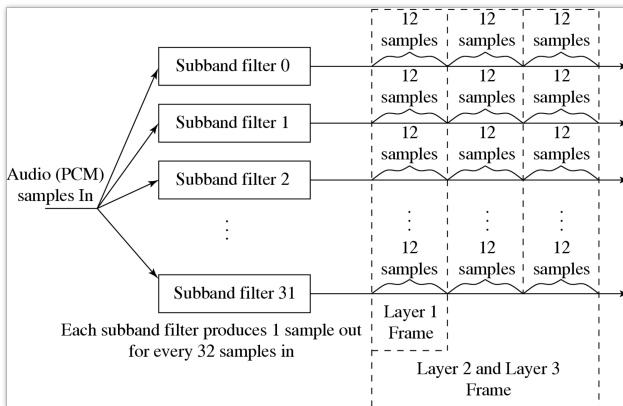 12 12 12
samples samples samples
Subband filter 0
12 12 12
samples samples samples
Subband filter 1
12 12 12
samples samples samples
Audio (PCM)
samples In
Subband filter 2
12 12 12
samples samples samples
Subband filter 31
Each subband filter produces 1 sample out
for every 32 samples in
Layer 1
Frame
Layer 2 and Layer 3
Frame